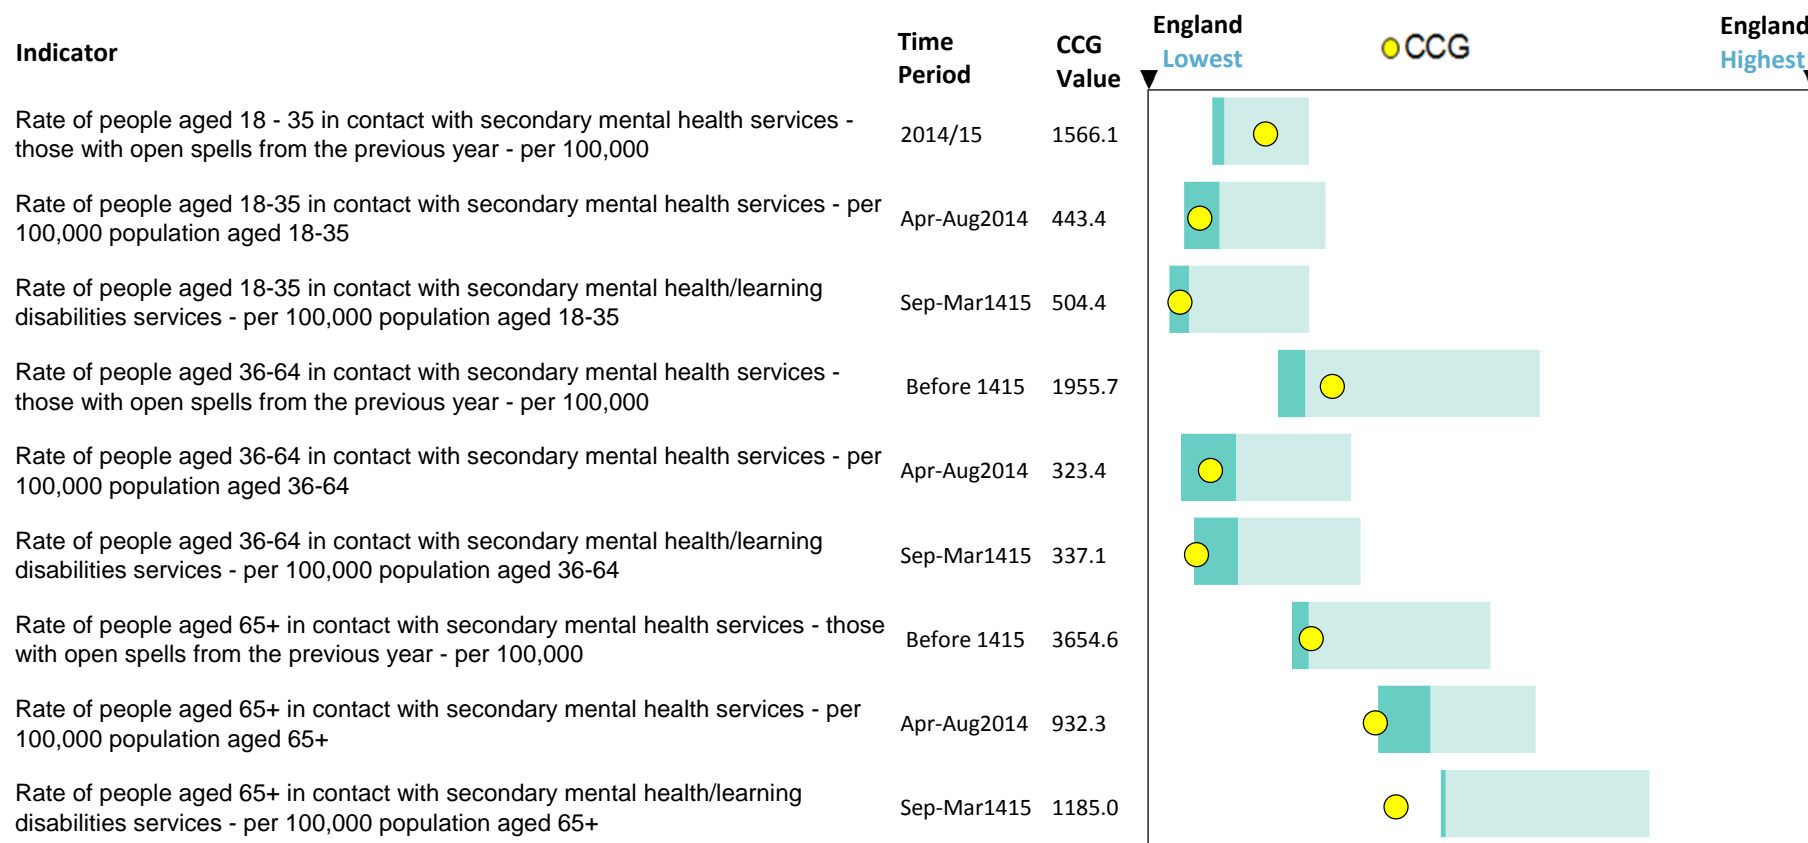 Indicator
Time
Period
CCG
Value
England
Lowest
CCG
England
Highest
Rate of people aged 18 - 35 in contact with secondary mental health services -
those with open spells from the previous year - per 100,000
2014/15
1566.1
Rate of people aged 18-35 in contact with secondary mental health services - per
100,000 population aged 18-35
Apr-Aug2014
443.4
Rate of people aged 18-35 in contact with secondary mental health/learning
disabilities services - per 100,000 population aged 18-35
Sep-Mar1415
504.4
Rate of people aged 36-64 in contact with secondary mental health services -
those with open spells from the previous year - per 100,000
Before 1415
1955.7
Rate of people aged 36-64 in contact with secondary mental health services - per
100,000 population aged 36-64
Apr-Aug2014
323.4
Rate of people aged 36-64 in contact with secondary mental health/learning
disabilities services - per 100,000 population aged 36-64
Sep-Mar1415
337.1
Rate of people aged 65+ in contact with secondary mental health services - those
with open spells from the previous year - per 100,000
Before 1415
3654.6
Rate of people aged 65+ in contact with secondary mental health services - per
100,000 population aged 65+
Apr-Aug2014
932.3
Rate of people aged 65+ in contact with secondary mental health/learning
disabilities services - per 100,000 population aged 65+
Sep-Mar1415
1185.0